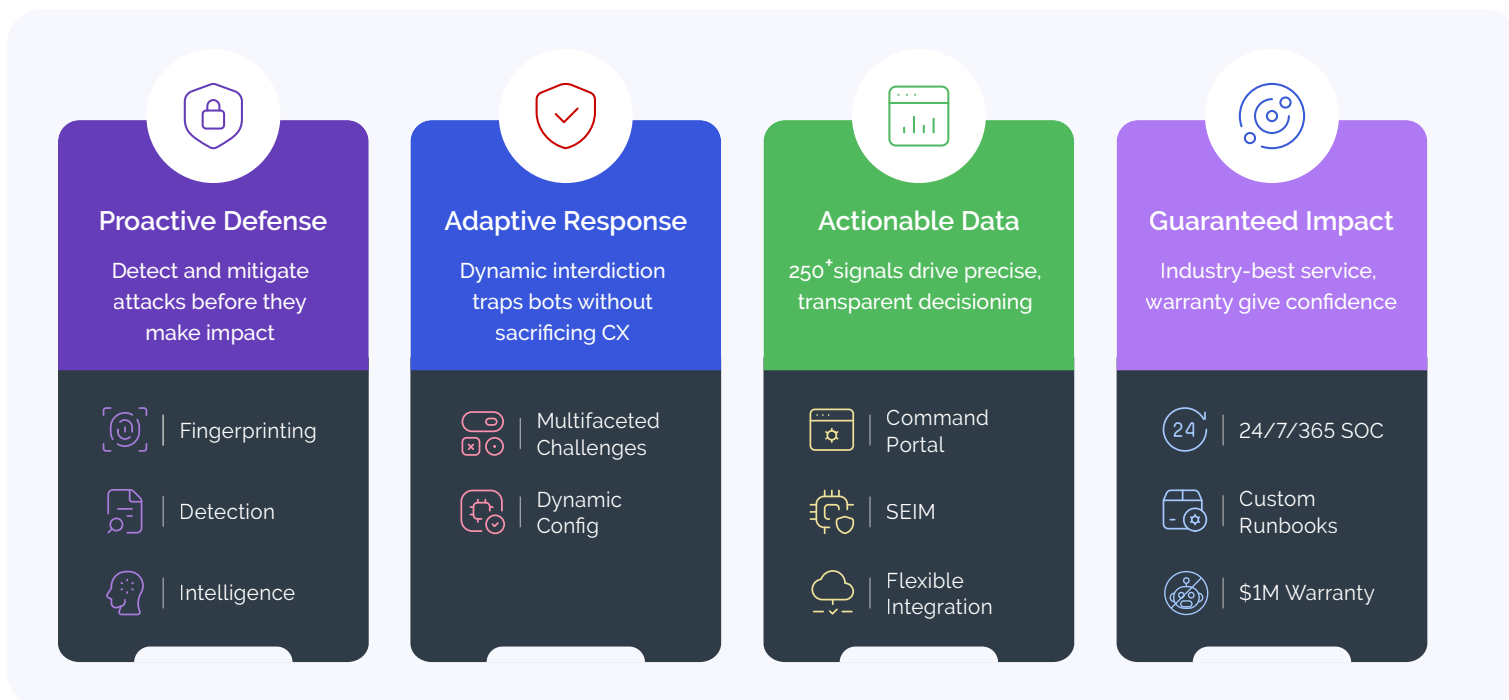 Proactive Defense
Detect and mitigate
attacks before they
make impact
Fingerprinting
Detection
Intelligence
Adaptive Response
Dynamic interdiction
traps bots without
sacrificing CX
Multifaceted
Challenges
Dynamic
Config
Actionable Data
250+signals drive precise,
transparent decisioning
Command
Portal
SEIM
Flexible
Integration
Guaranteed Impact
Industry-best service,
warranty give confidence
24
24/7/365 SOC
Custom
Runbooks
$1M Warranty